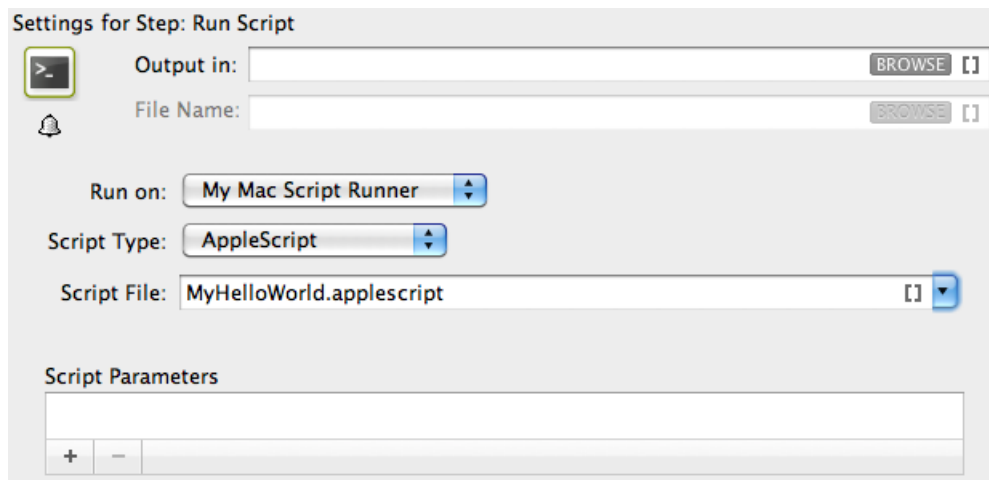 Settings for Step: Run Script
Output in: BROWSE []
File Name: BROWSE []
Run on: My Mac Script Runner
Script Type: AppleScript
Script File: MyHelloWorld.applescript []
Script Parameters
+ −